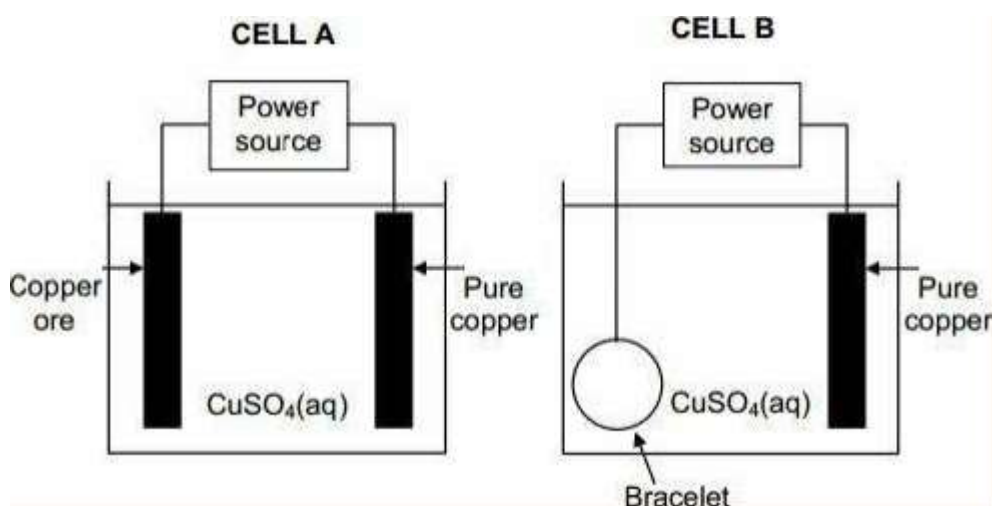 CELL A
Power
source
Copper
ore
Pure
copper
CuSO₄(aq)
CELL B
Power
source
Pure
copper
CuSO₄(aq)
Bracelet